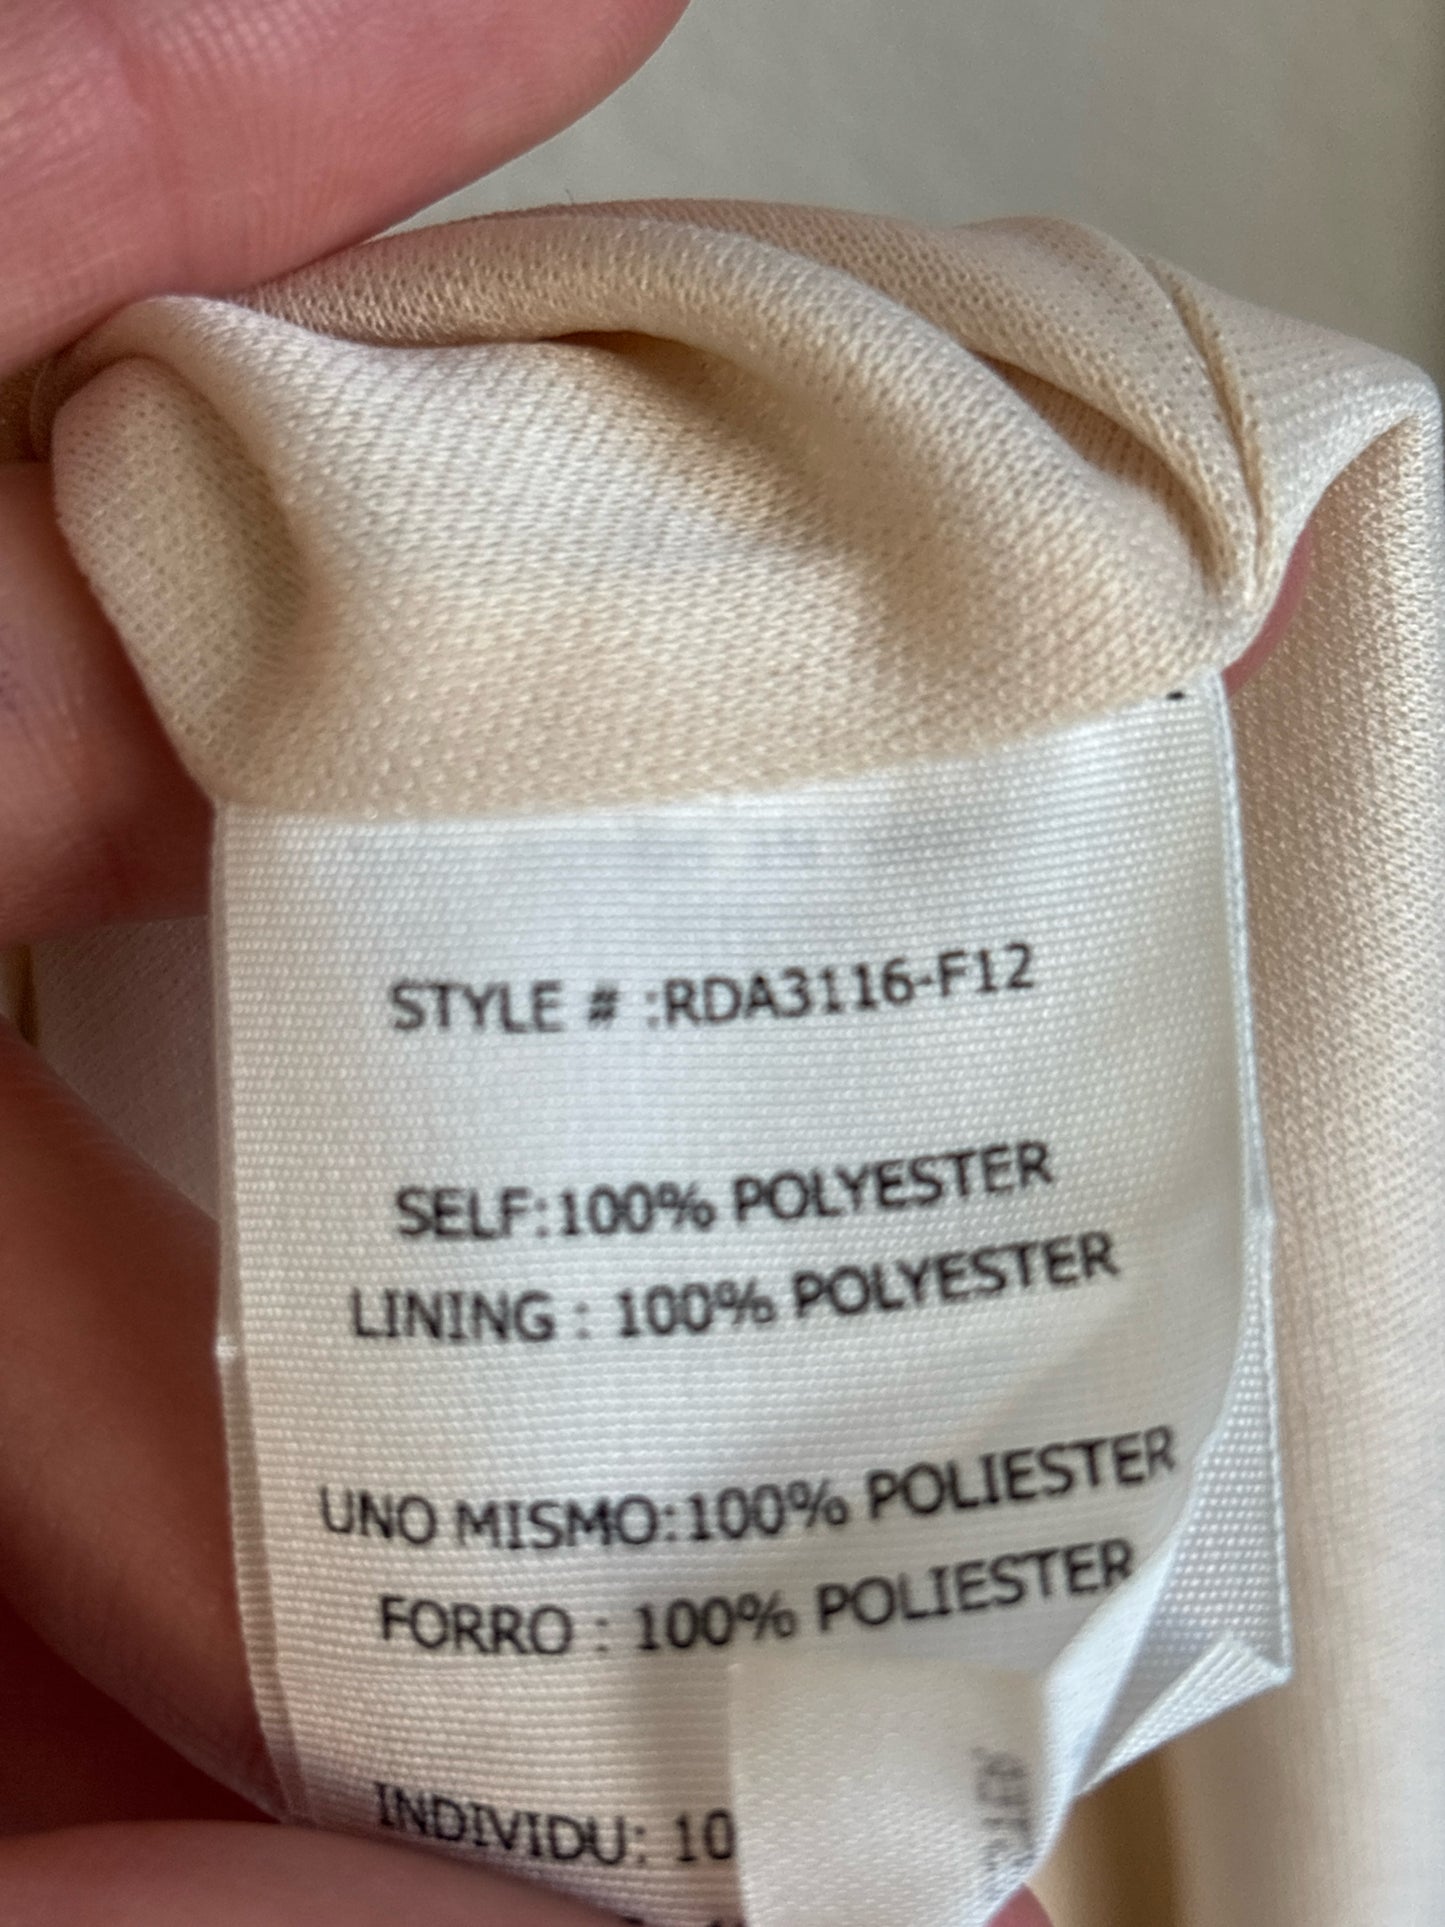 STYLE # :RDA3116-F12
SELF:100% POLYESTER
LINING : 100% POLYESTER
UNO MISMO:100% POLIESTER
FORRO : 100% POLIESTER
INDIVIDU: 10